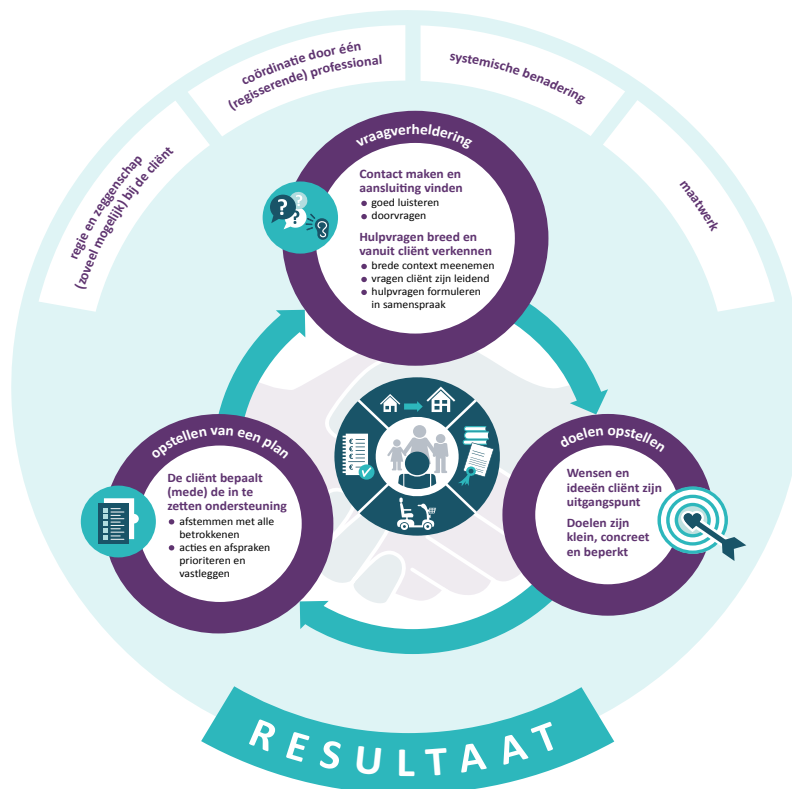 regie en zeggenschap
(zoveel mogelijk) bij de cliënt
coördinatie door één
(regisserende) professional
systemische benadering
maatwerk
vraagverheldering
Contact maken en
aansluiting vinden
• goed luisteren
• doorvragen
Hulpvragen breed en
vanuit cliënt verkennen
• brede context meenemen
• vragen cliënt zijn leidend
• hulpvragen formuleren
in samenspraak
? ? ?
doelen opstellen
Wensen en
ideeën cliënt zijn
uitgangspunt
Doelen zijn
klein, concreet
en beperkt
opstellen van een plan
De cliënt bepaalt
(mede) de in te
zetten ondersteuning
• afstemmen met alle
betrokkenen
• acties en afspraken
prioriteren en
vastleggen
€
€
€
€
RESULTAAT